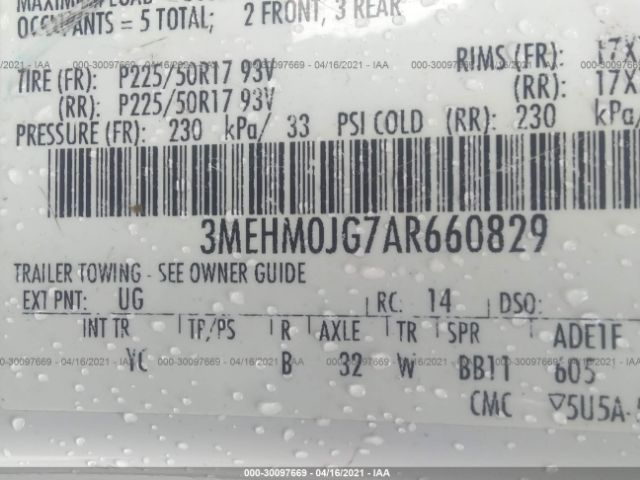 OCCUPANTS = 5 TOTAL; 2 FRONT, 3 REAR
000-30097669 - 04/16/2021 - IAA
TIRE (FR): P225/50R17 93V RIMS (FR): 17X
(RR): P225/50R17 93V (RR): 17X
PRESSURE (FR): 230 kPa/ 33 PSI COLD (RR): 230 kPa/
3MEHM0JG7AR660829
TRAILER TOWING - SEE OWNER GUIDE
EXT PNT: UG RC: 14 DSO:
INT TR TP/PS R AXLE TR SPR ADE1F
YC B 32 W BB11 605
000-30097669 - 04/16/2021 - IAA
CMC ▽5U5A
000-30097669 - 04/16/2021 - IAA